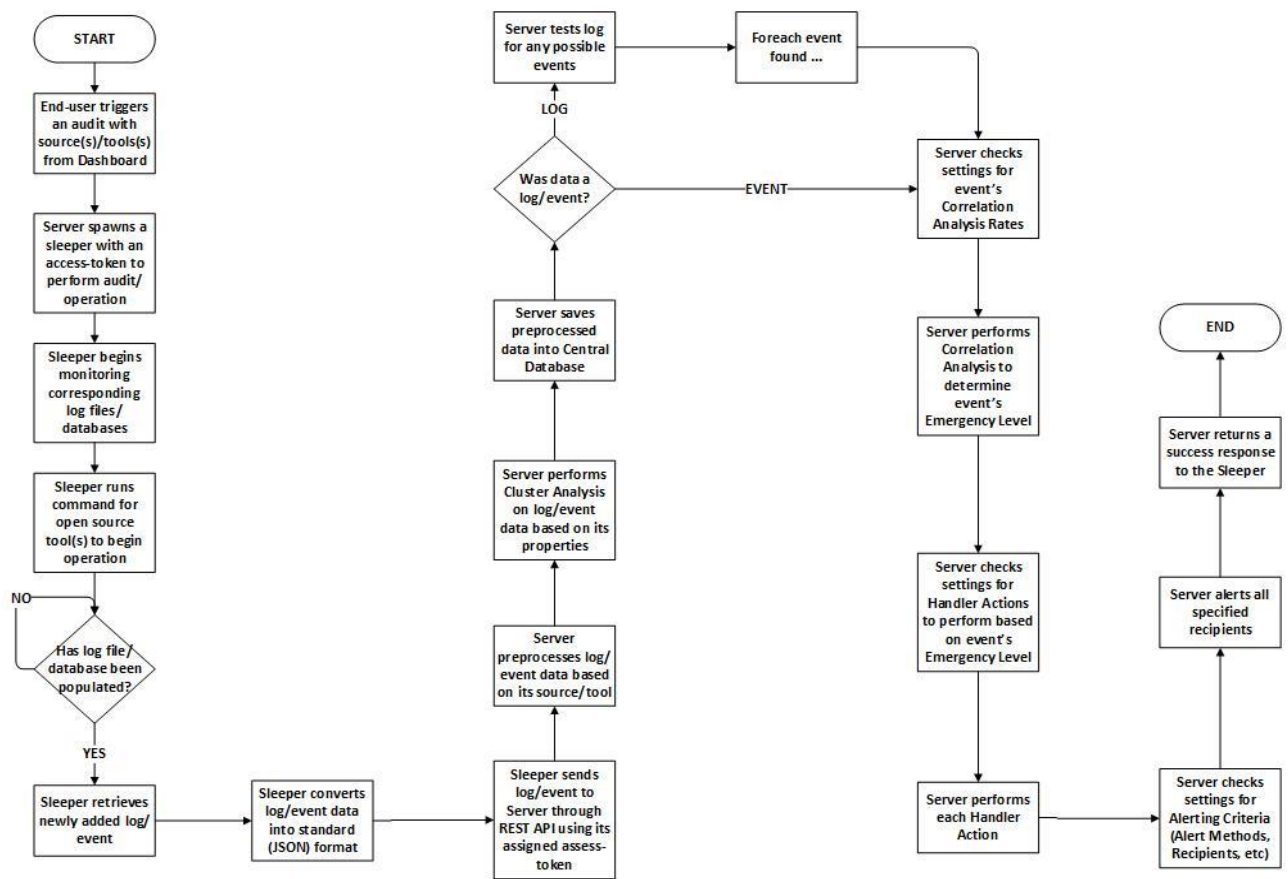 START
End-user triggers
an audit with
source(s)/tools(s)
from Dashboard
Server spawns a
sleeper with an
access-token to
perform audit/
operation
Sleeper begins
monitoring
corresponding
log files/
databases
Sleeper runs
command for
open source
tool(s) to begin
operation
NO
Has log file/
database been
populated?
YES
Sleeper retrieves
newly added log/
event
Sleeper converts
log/event data
into standard
(JSON) format
Sleeper sends
log/event to
Server through
REST API using its
assigned assess-
token
Server
preprocesses log/
event data based
on its source/tool
Server performs
Cluster Analysis
on log/event
data based on its
properties
Server saves
preprocessed
data into Central
Database
Was data a
log/event?
LOG
EVENT
Server tests log
for any possible
events
Foreach event
found ...
Server checks
settings for
event's
Correlation
Analysis Rates
Server performs
Correlation
Analysis to
determine
event's
Emergency Level
Server checks
settings for
Handler Actions
to perform based
on event's
Emergency Level
Server performs
each Handler
Action
Server checks
settings for
Alerting Criteria
(Alert Methods,
Recipients, etc)
Server alerts all
specified
recipients
Server returns a
success response
to the Sleeper
END